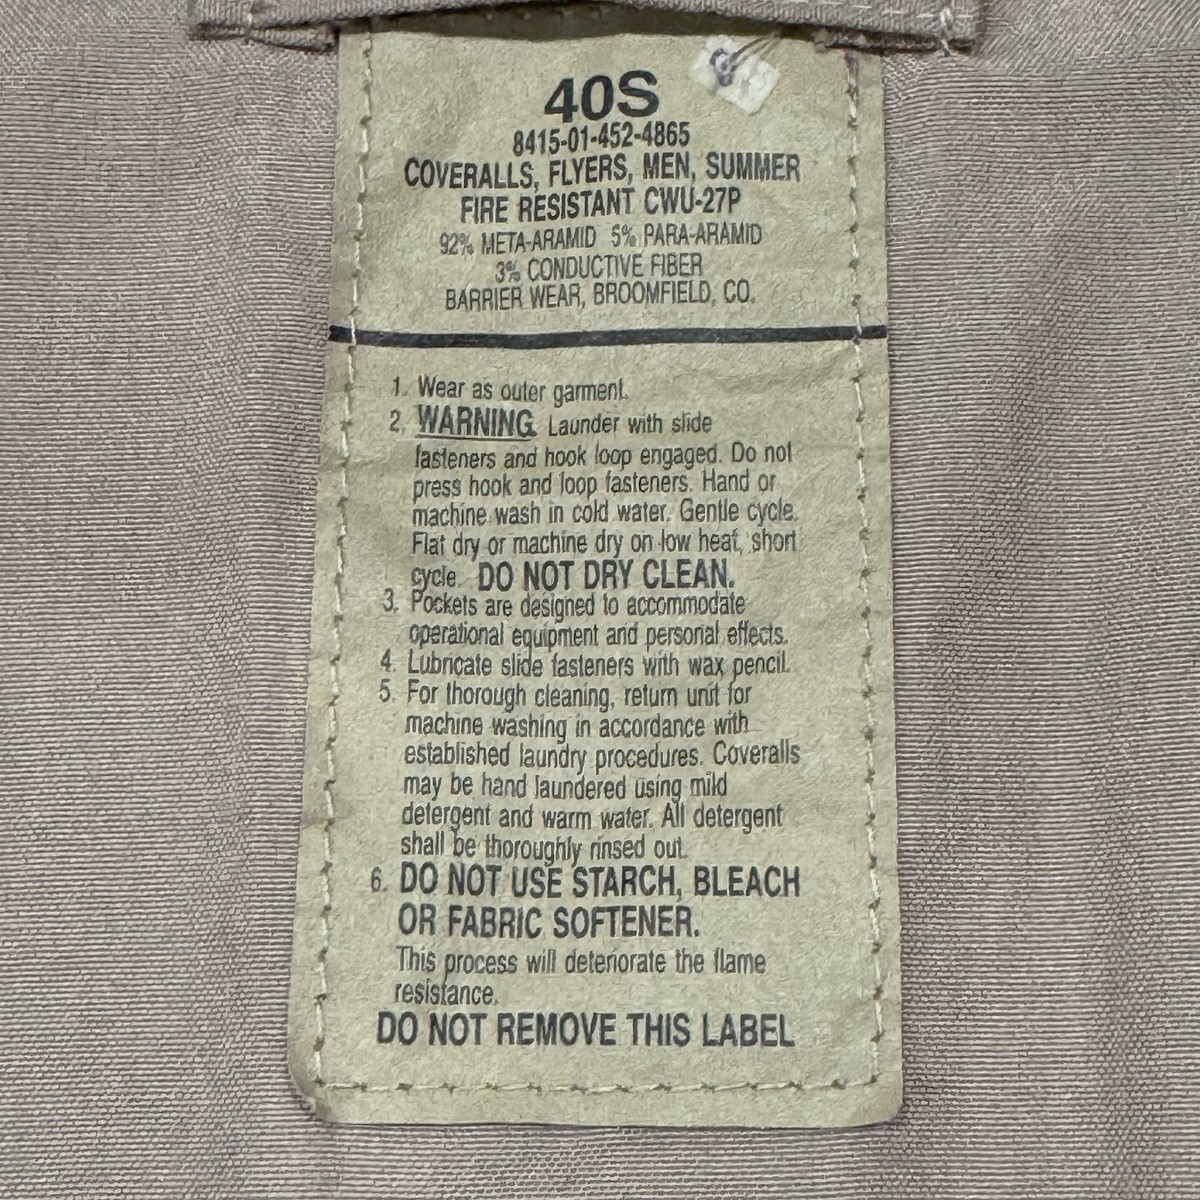 40S
8415-01-452-4865
COVERALLS, FLYERS, MEN, SUMMER
FIRE RESISTANT CWU-27P
92% META-ARAMID 5% PARA-ARAMID
3% CONDUCTIVE FIBER
BARRIER WEAR, BROOMFIELD, CO.
1. Wear as outer garment.
2. WARNING. Launder with slide
fasteners and hook loop engaged. Do not
press hook and loop fasteners. Hand or
machine wash in cold water. Gentle cycle.
Flat dry or machine dry on low heat, short
cycle. DO NOT DRY CLEAN.
3. Pockets are designed to accommodate
operational equipment and personal effects.
4. Lubricate slide fasteners with wax pencil.
5. For thorough cleaning, return unit for
machine washing in accordance with
established laundry procedures. Coveralls
may be hand laundered using mild
detergent and warm water. All detergent
shall be thoroughly rinsed out.
6. DO NOT USE STARCH, BLEACH
OR FABRIC SOFTENER.
This process will deteriorate the flame
resistance.
DO NOT REMOVE THIS LABEL